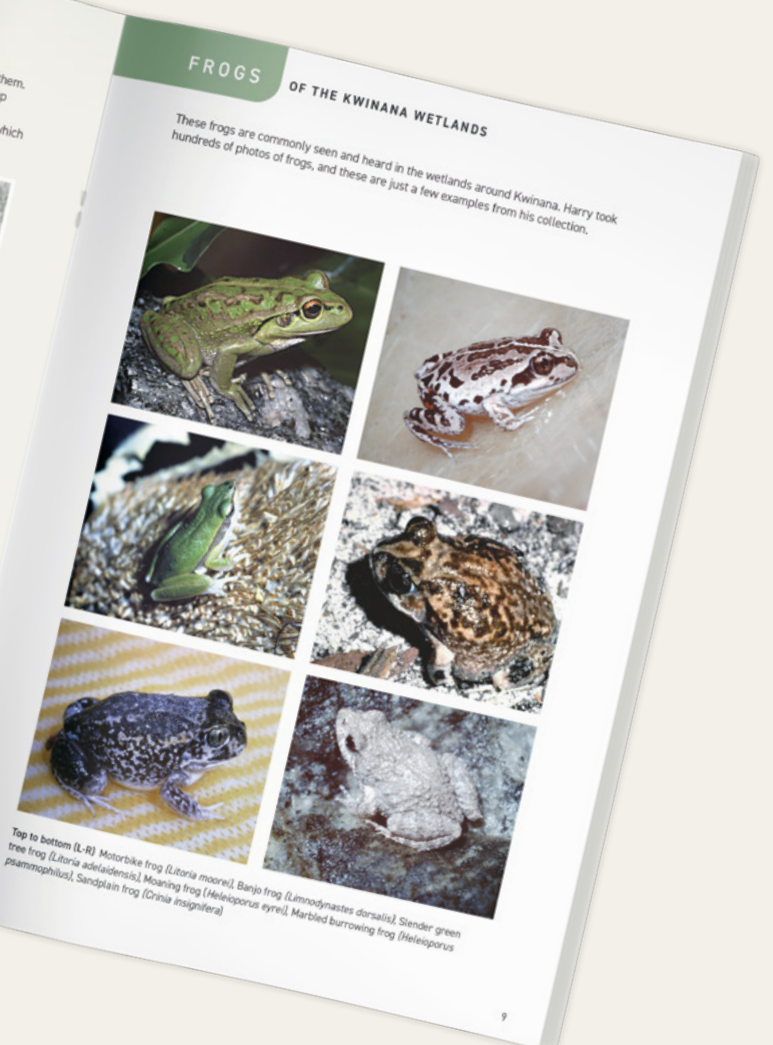 them.
p
which
FROGS
OF THE KWINANA WETLANDS
These frogs are commonly seen and heard in the wetlands around Kwinana. Harry took
hundreds of photos of frogs, and these are just a few examples from his collection.
Top to bottom (L-R) Motorbike frog (Litoria moorei), Banjo frog (Limnodynastes dorsalis), Slender green
tree frog (Litoria adelaidensis), Moaning frog (Heleioporus eyrei), Marbled burrowing frog (Heleioporus
psammophilus), Sandplain frog (Crinia insignifera)
9